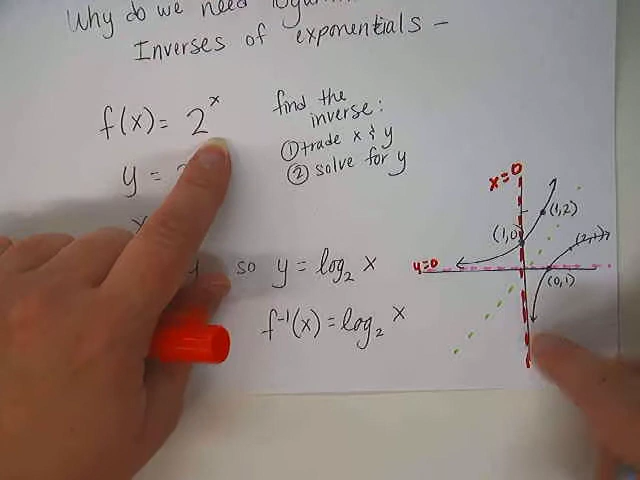 Why do we need
Inverses of exponentials –
f(x) = 2^x
find the
inverse:
① trade x & y
② solve for y
y =
x=0
(1,2)
(1,0)
y=0
(0,1)
so y = log₂ x
f⁻¹(x) = log₂ x